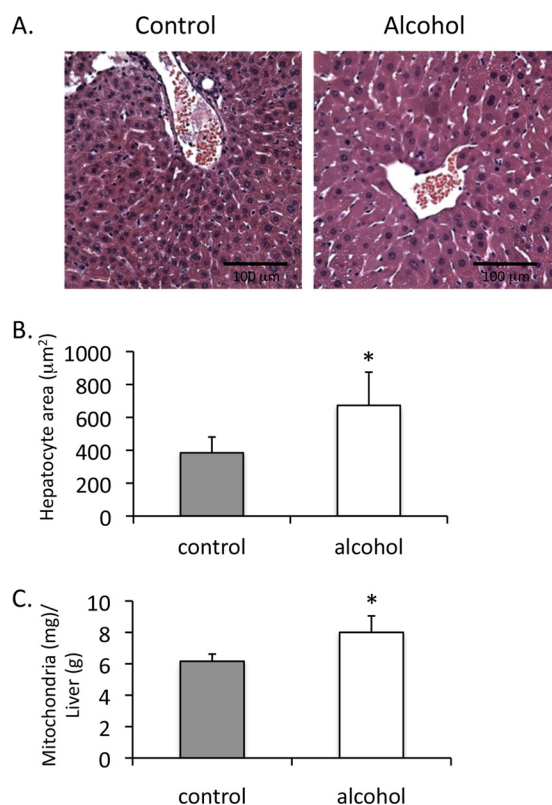 A.
Control
Alcohol
100 μm
100 μm
B.
Hepatocyte area (μm²)
1000
800
600
400
200
0
*
control
alcohol
C.
Mitochondria (mg)/
Liver (g)
10
8
6
4
2
0
*
control
alcohol